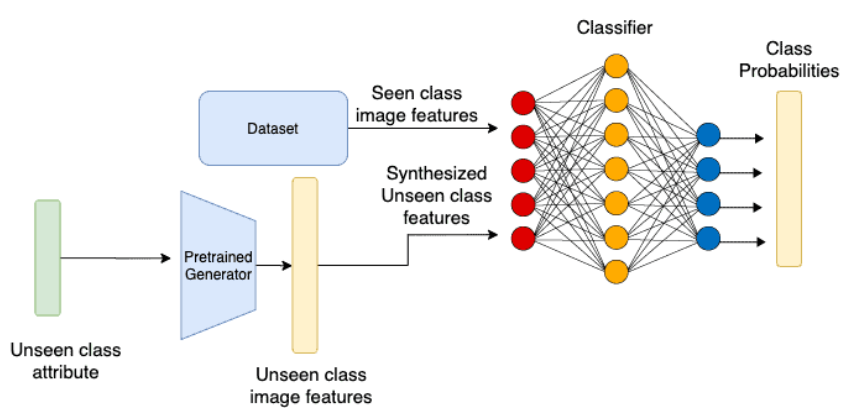 Classifier
Class
Probabilities
Seen class
image features
Dataset
Synthesized
Unseen class
features
Pretrained
Generator
Unseen class
attribute
Unseen class
image features